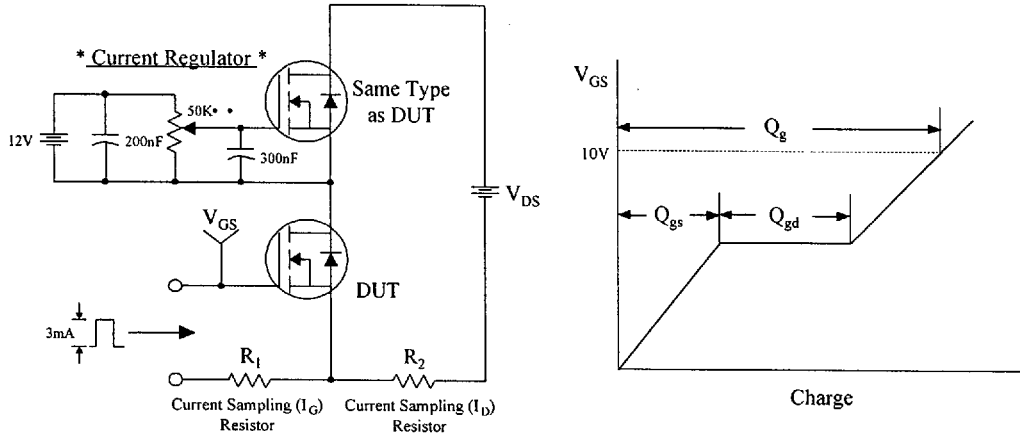 * Current Regulator *
12V
200nF
50K
300nF
Same Type
as DUT
V_GS
DUT
V_DS
3mA
R_1
R_2
Current Sampling (I_G)
Resistor
Current Sampling (I_D)
Resistor
V_GS
10V
Q_g
Q_gs
Q_gd
Charge